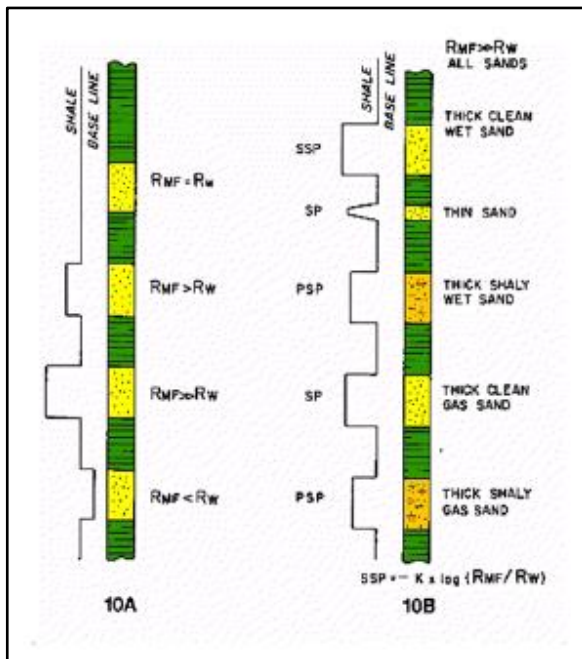 SHALE
BASE LINE
RMF = RW
RMF > RW
RMF >> RW
RMF < RW
10A
RMF >> RW
ALL SANDS
SHALE
BASE LINE
SSP
THICK CLEAN
WET SAND
SP
THIN SAND
PSP
THICK SHALY
WET SAND
SP
THICK CLEAN
GAS SAND
PSP
THICK SHALY
GAS SAND
SSP = - K x log (RMF/RW)
10B